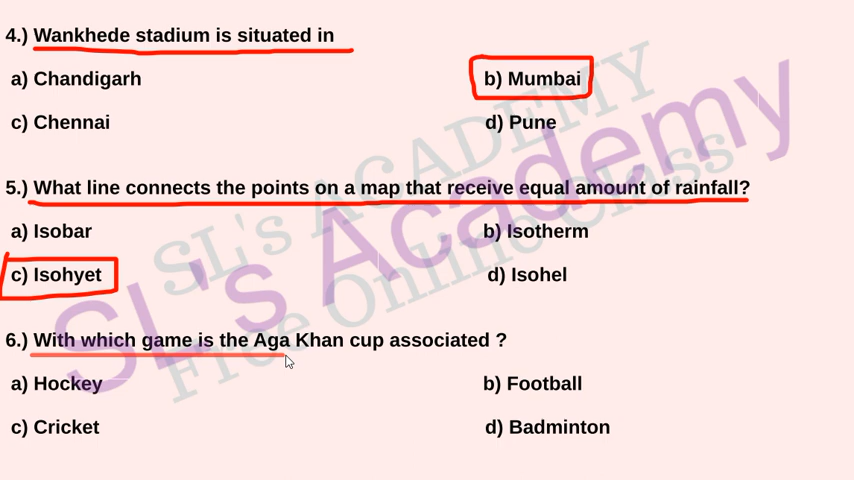 4.) Wankhede stadium is situated in
a) Chandigarh b) Mumbai
c) Chennai d) Pune
5.) What line connects the points on a map that receive equal amount of rainfall?
a) Isobar b) Isotherm
c) Isohyet d) Isohel
6.) With which game is the Aga Khan cup associated ?
a) Hockey b) Football
c) Cricket d) Badminton
SL's ACADEMY
SL's Academy
Free Online Class